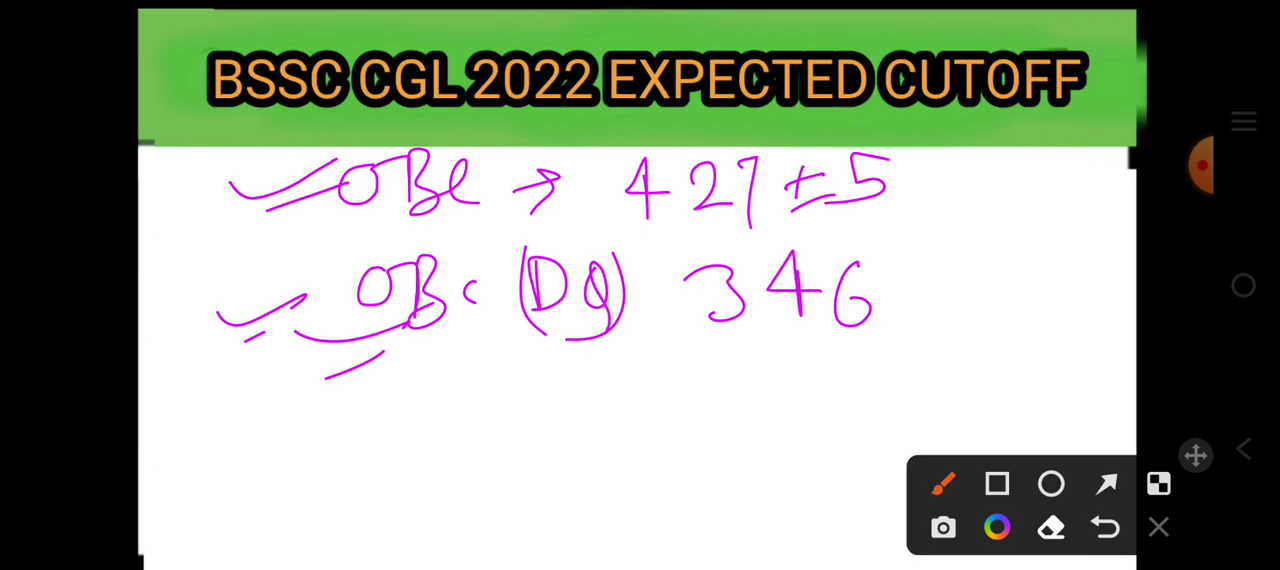 BSSC CGL 2022 EXPECTED CUTOFF
OBC → 427 ± 5
OBC (DQ) 346